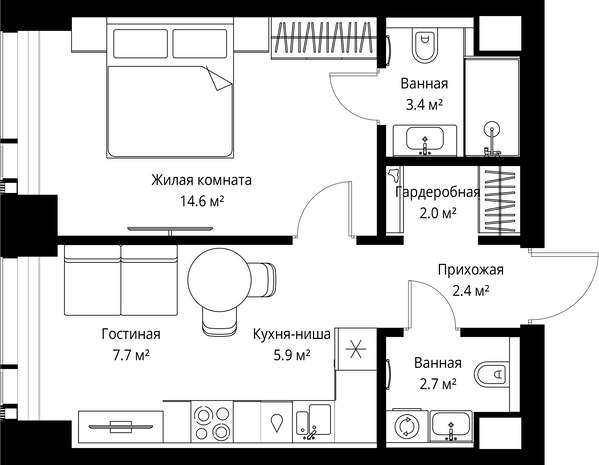 Ванная
3.4 м²
Жилая комната
14.6 м²
Гардеробная
2.0 м²
Прихожая
2.4 м²
Гостиная
7.7 м²
Кухня-ниша
5.9 м²
Ванная
2.7 м²